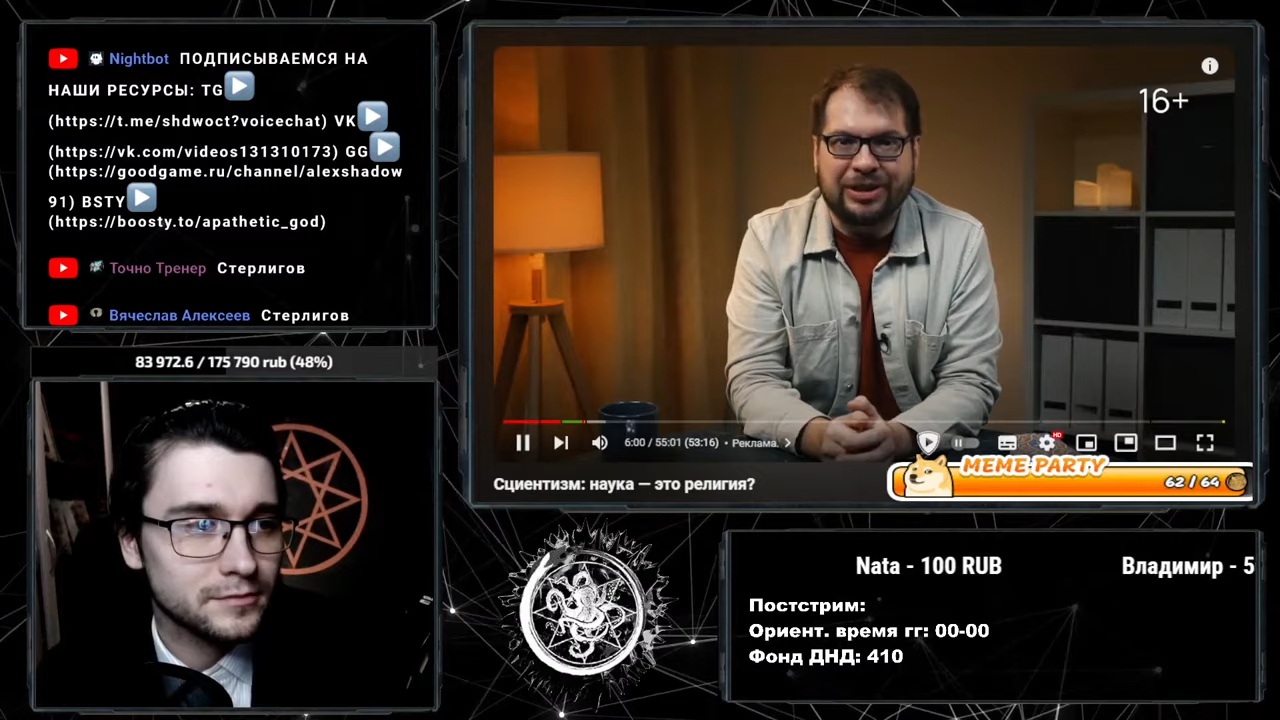 Nightbot ПОДПИСЫВАЕМСЯ НА
НАШИ РЕСУРСЫ: TG
(https://t.me/shdwoct?voicechat) VK
(https://vk.com/videos131310173) GG
(https://goodgame.ru/channel/alexshadow
91) BSTY
(https://boosty.to/apathetic_god)
Точно Тренер Стерлигов
Вячеслав Алексеев Стерлигов
83 972.6 / 175 790 rub (48%)
16+
6:00 / 55:01 (53:16) • Реклама.
HD
MEME PARTY
62 / 64
Сциентизм: наука — это религия?
Nata - 100 RUB
Владимир - 5
Постстрим:
Ориент. время гг: 00-00
Фонд ДНД: 410